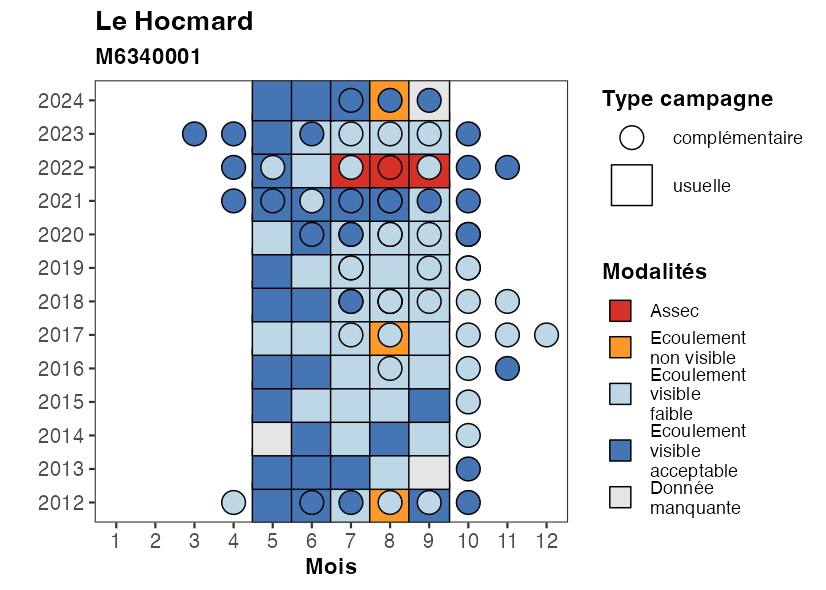 Le Hocmard
M6340001
2024
2023
2022
2021
2020
2019
2018
2017
2016
2015
2014
2013
2012
1 2 3 4 5 6 7 8 9 10 11 12
Mois
Type campagne
complémentaire
usuelle
Modalités
Assec
Ecoulement
non visible
Ecoulement
visible
faible
Ecoulement
visible
acceptable
Donnée
manquante